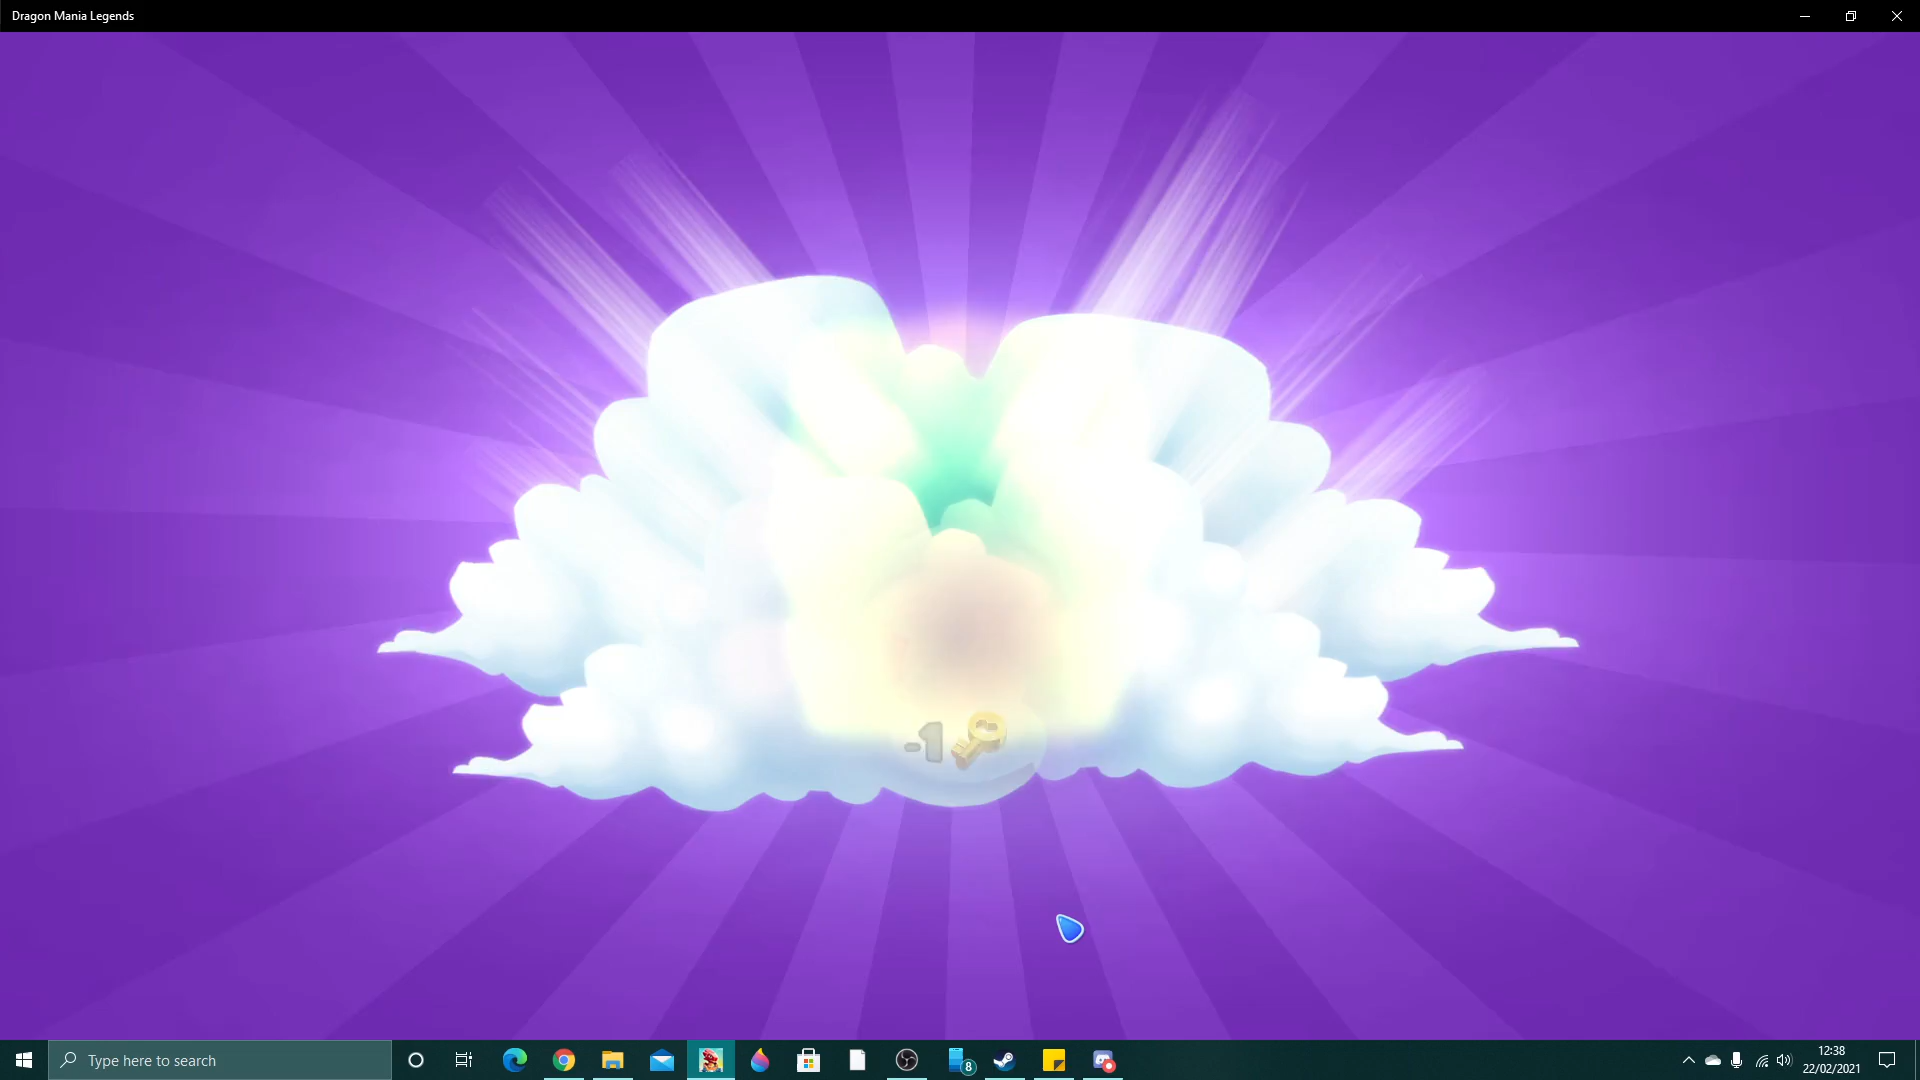 Dragon Mania Legends
-1
Type here to search
8
12:38
22/02/2021